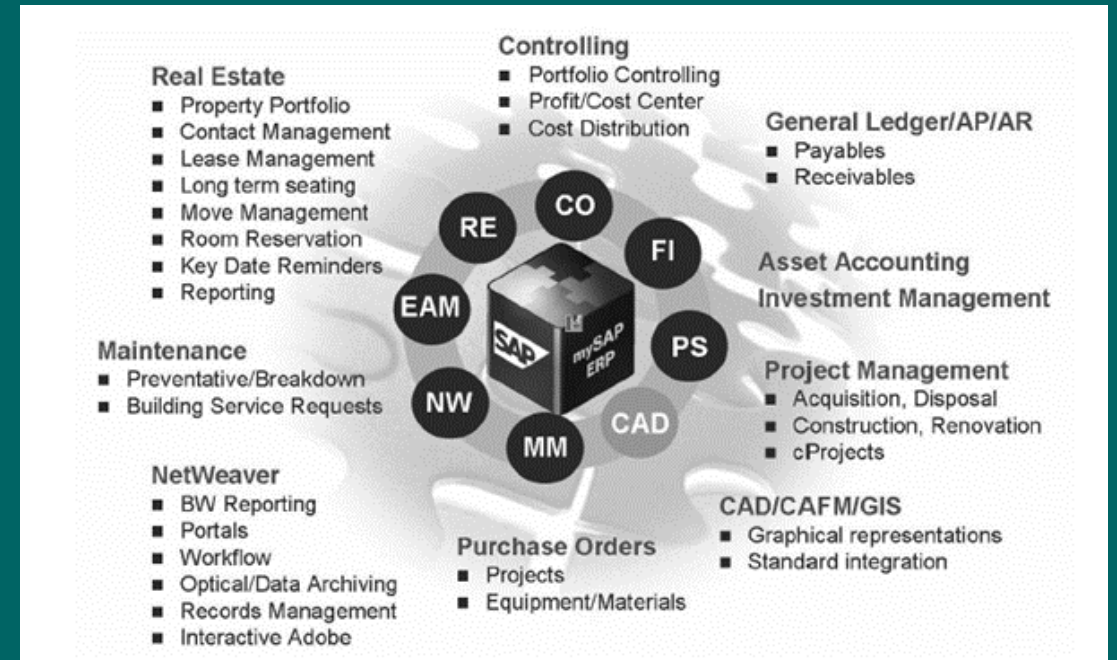 Controlling
Portfolio Controlling
Profit/Cost Center
Cost Distribution
Real Estate
Property Portfolio
Contact Management
Lease Management
Long term seating
Move Management
Room Reservation
Key Date Reminders
Reporting
General Ledger/AP/AR
Payables
Receivables
Asset Accounting
Investment Management
Maintenance
Preventative/Breakdown
Building Service Requests
Project Management
Acquisition, Disposal
Construction, Renovation
cProjects
NetWeaver
BW Reporting
Portals
Workflow
Optical/Data Archiving
Records Management
Interactive Adobe
Purchase Orders
Projects
Equipment/Materials
CAD/CAFM/GIS
Graphical representations
Standard integration
CO
RE
FI
EAM
PS
NW
CAD
MM
SAP
mySAP
ERP